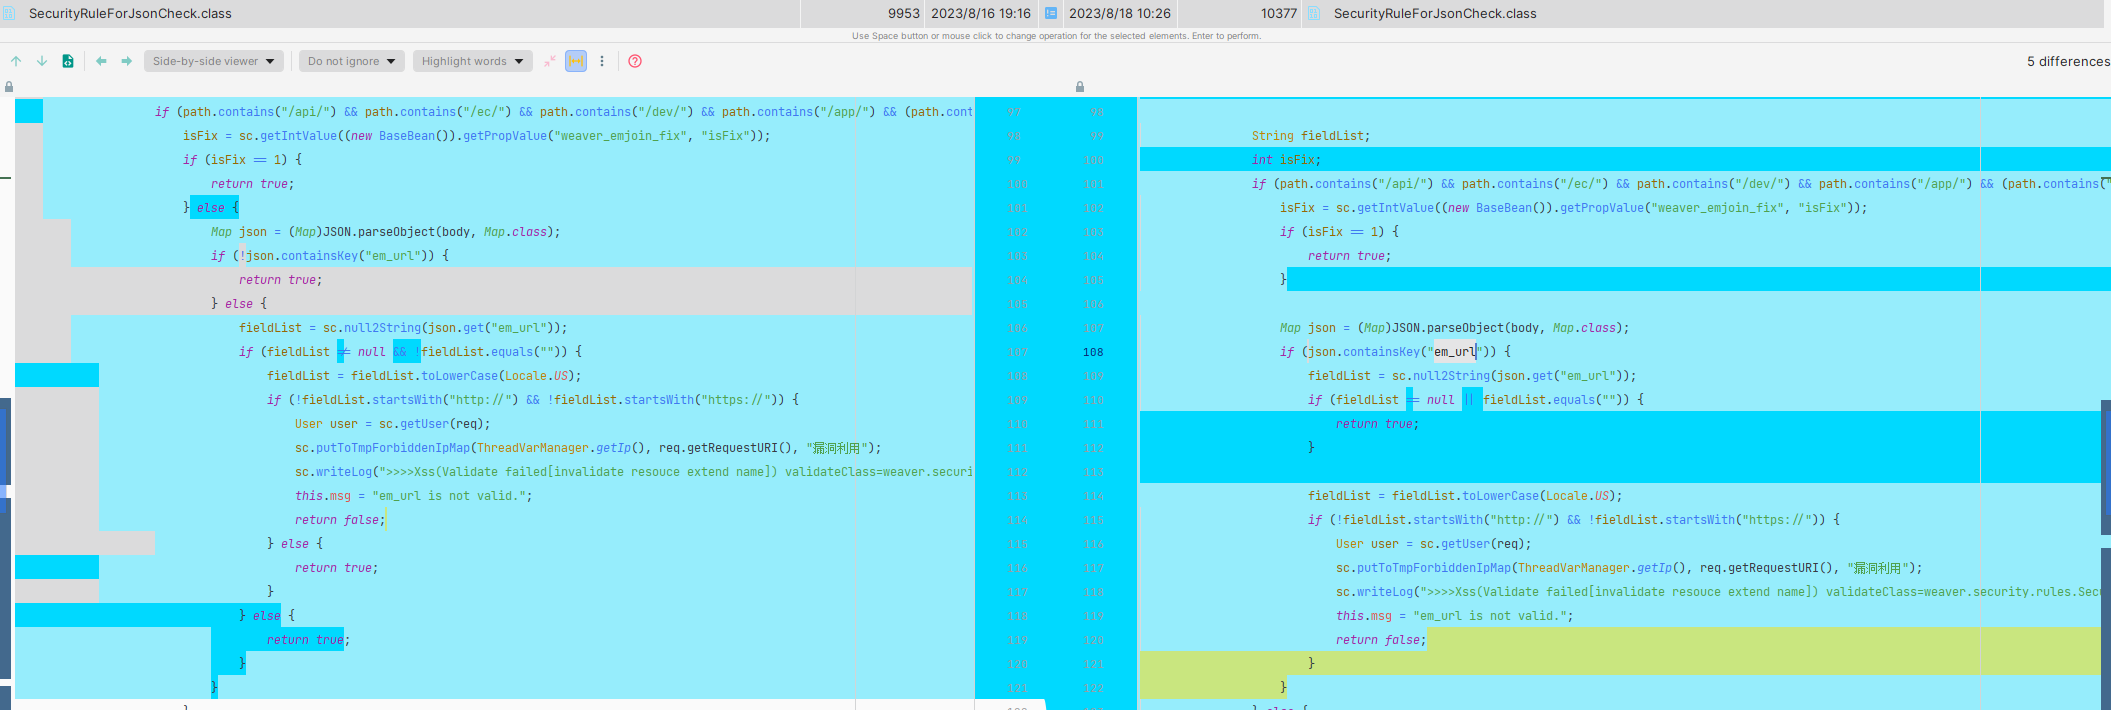 SecurityRuleForJsonCheck.class 9953 2023/8/16 19:16 2023/8/18 10:26 10377 SecurityRuleForJsonCheck.class
Use Space button or mouse click to change operation for the selected elements. Enter to perform.
Side-by-side viewer Do not ignore Highlight words 5 differences
if (path.contains("/api/") && path.contains("/ec/") && path.contains("/dev/") && path.contains("/app/") && (path.cont
isFix = sc.getIntValue((new BaseBean()).getPropValue("weaver_emjoin_fix", "isFix"));
if (isFix == 1) {
return true;
} else {
Map json = (Map)JSON.parseObject(body, Map.class);
if (!json.containsKey("em_url")) {
return true;
} else {
fieldList = sc.null2String(json.get("em_url"));
if (fieldList != null && !fieldList.equals("")) {
fieldList = fieldList.toLowerCase(Locale.US);
if (!fieldList.startsWith("http://") && !fieldList.startsWith("https://")) {
User user = sc.getUser(req);
sc.putToTmpForbiddenIpMap(ThreadVarManager.getIp(), req.getRequestURI(), "漏洞利用");
sc.writeLog(">>>>Xss(Validate failed[invalidate resouce extend name]) validateClass=weaver.securi
this.msg = "em_url is not valid.";
return false;
} else {
return true;
}
} else {
return true;
}
}
97 98
98 99
99 100
100 101
101 102
102 103
103 104
104 105
105 106
106 107
107 108
108 109
109 110
110 111
111 112
112 113
113 114
114 115
115 116
116 117
117 118
118 119
119 120
120 121
121 122
String fieldList;
int isFix;
if (path.contains("/api/") && path.contains("/ec/") && path.contains("/dev/") && path.contains("/app/") && (path.contains("
isFix = sc.getIntValue((new BaseBean()).getPropValue("weaver_emjoin_fix", "isFix"));
if (isFix == 1) {
return true;
}
Map json = (Map)JSON.parseObject(body, Map.class);
if (json.containsKey("em_url")) {
fieldList = sc.null2String(json.get("em_url"));
if (fieldList == null || fieldList.equals("")) {
return true;
}
fieldList = fieldList.toLowerCase(Locale.US);
if (!fieldList.startsWith("http://") && !fieldList.startsWith("https://")) {
User user = sc.getUser(req);
sc.putToTmpForbiddenIpMap(ThreadVarManager.getIp(), req.getRequestURI(), "漏洞利用");
sc.writeLog(">>>>Xss(Validate failed[invalidate resouce extend name]) validateClass=weaver.security.rules.Secu
this.msg = "em_url is not valid.";
return false;
}
}